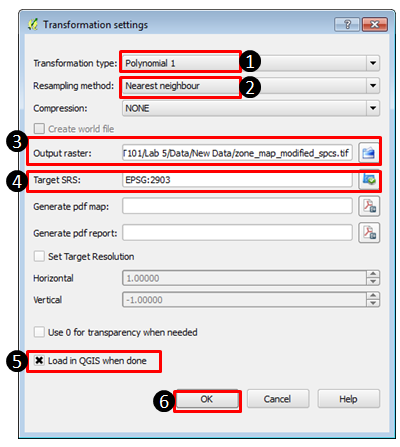 Transformation settings
Transformation type: Polynomial 1 1
Resampling method: Nearest neighbour 2
Compression: NONE
Create world file
3 Output raster: T101/Lab 5/Data/New Data/zone_map_modified_spcs.tif
4 Target SRS: EPSG:2903
Generate pdf map:
Generate pdf report:
Set Target Resolution
Horizontal 1.00000
Vertical -1.00000
Use 0 for transparency when needed
5 Load in QGIS when done
6 OK Cancel Help